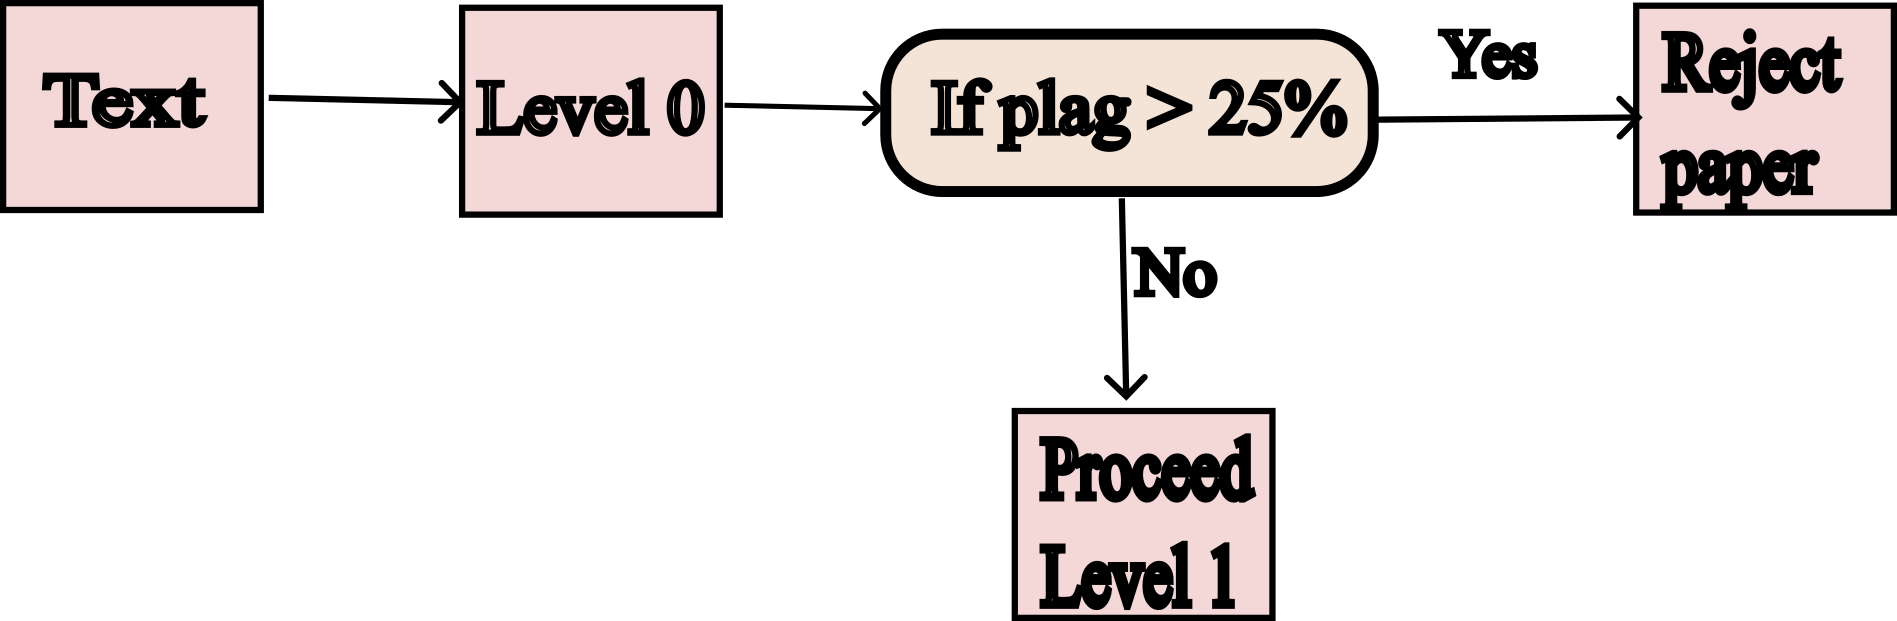 Text
Level 0
If plag > 25%
Yes
Reject
paper
No
Proceed
Level 1